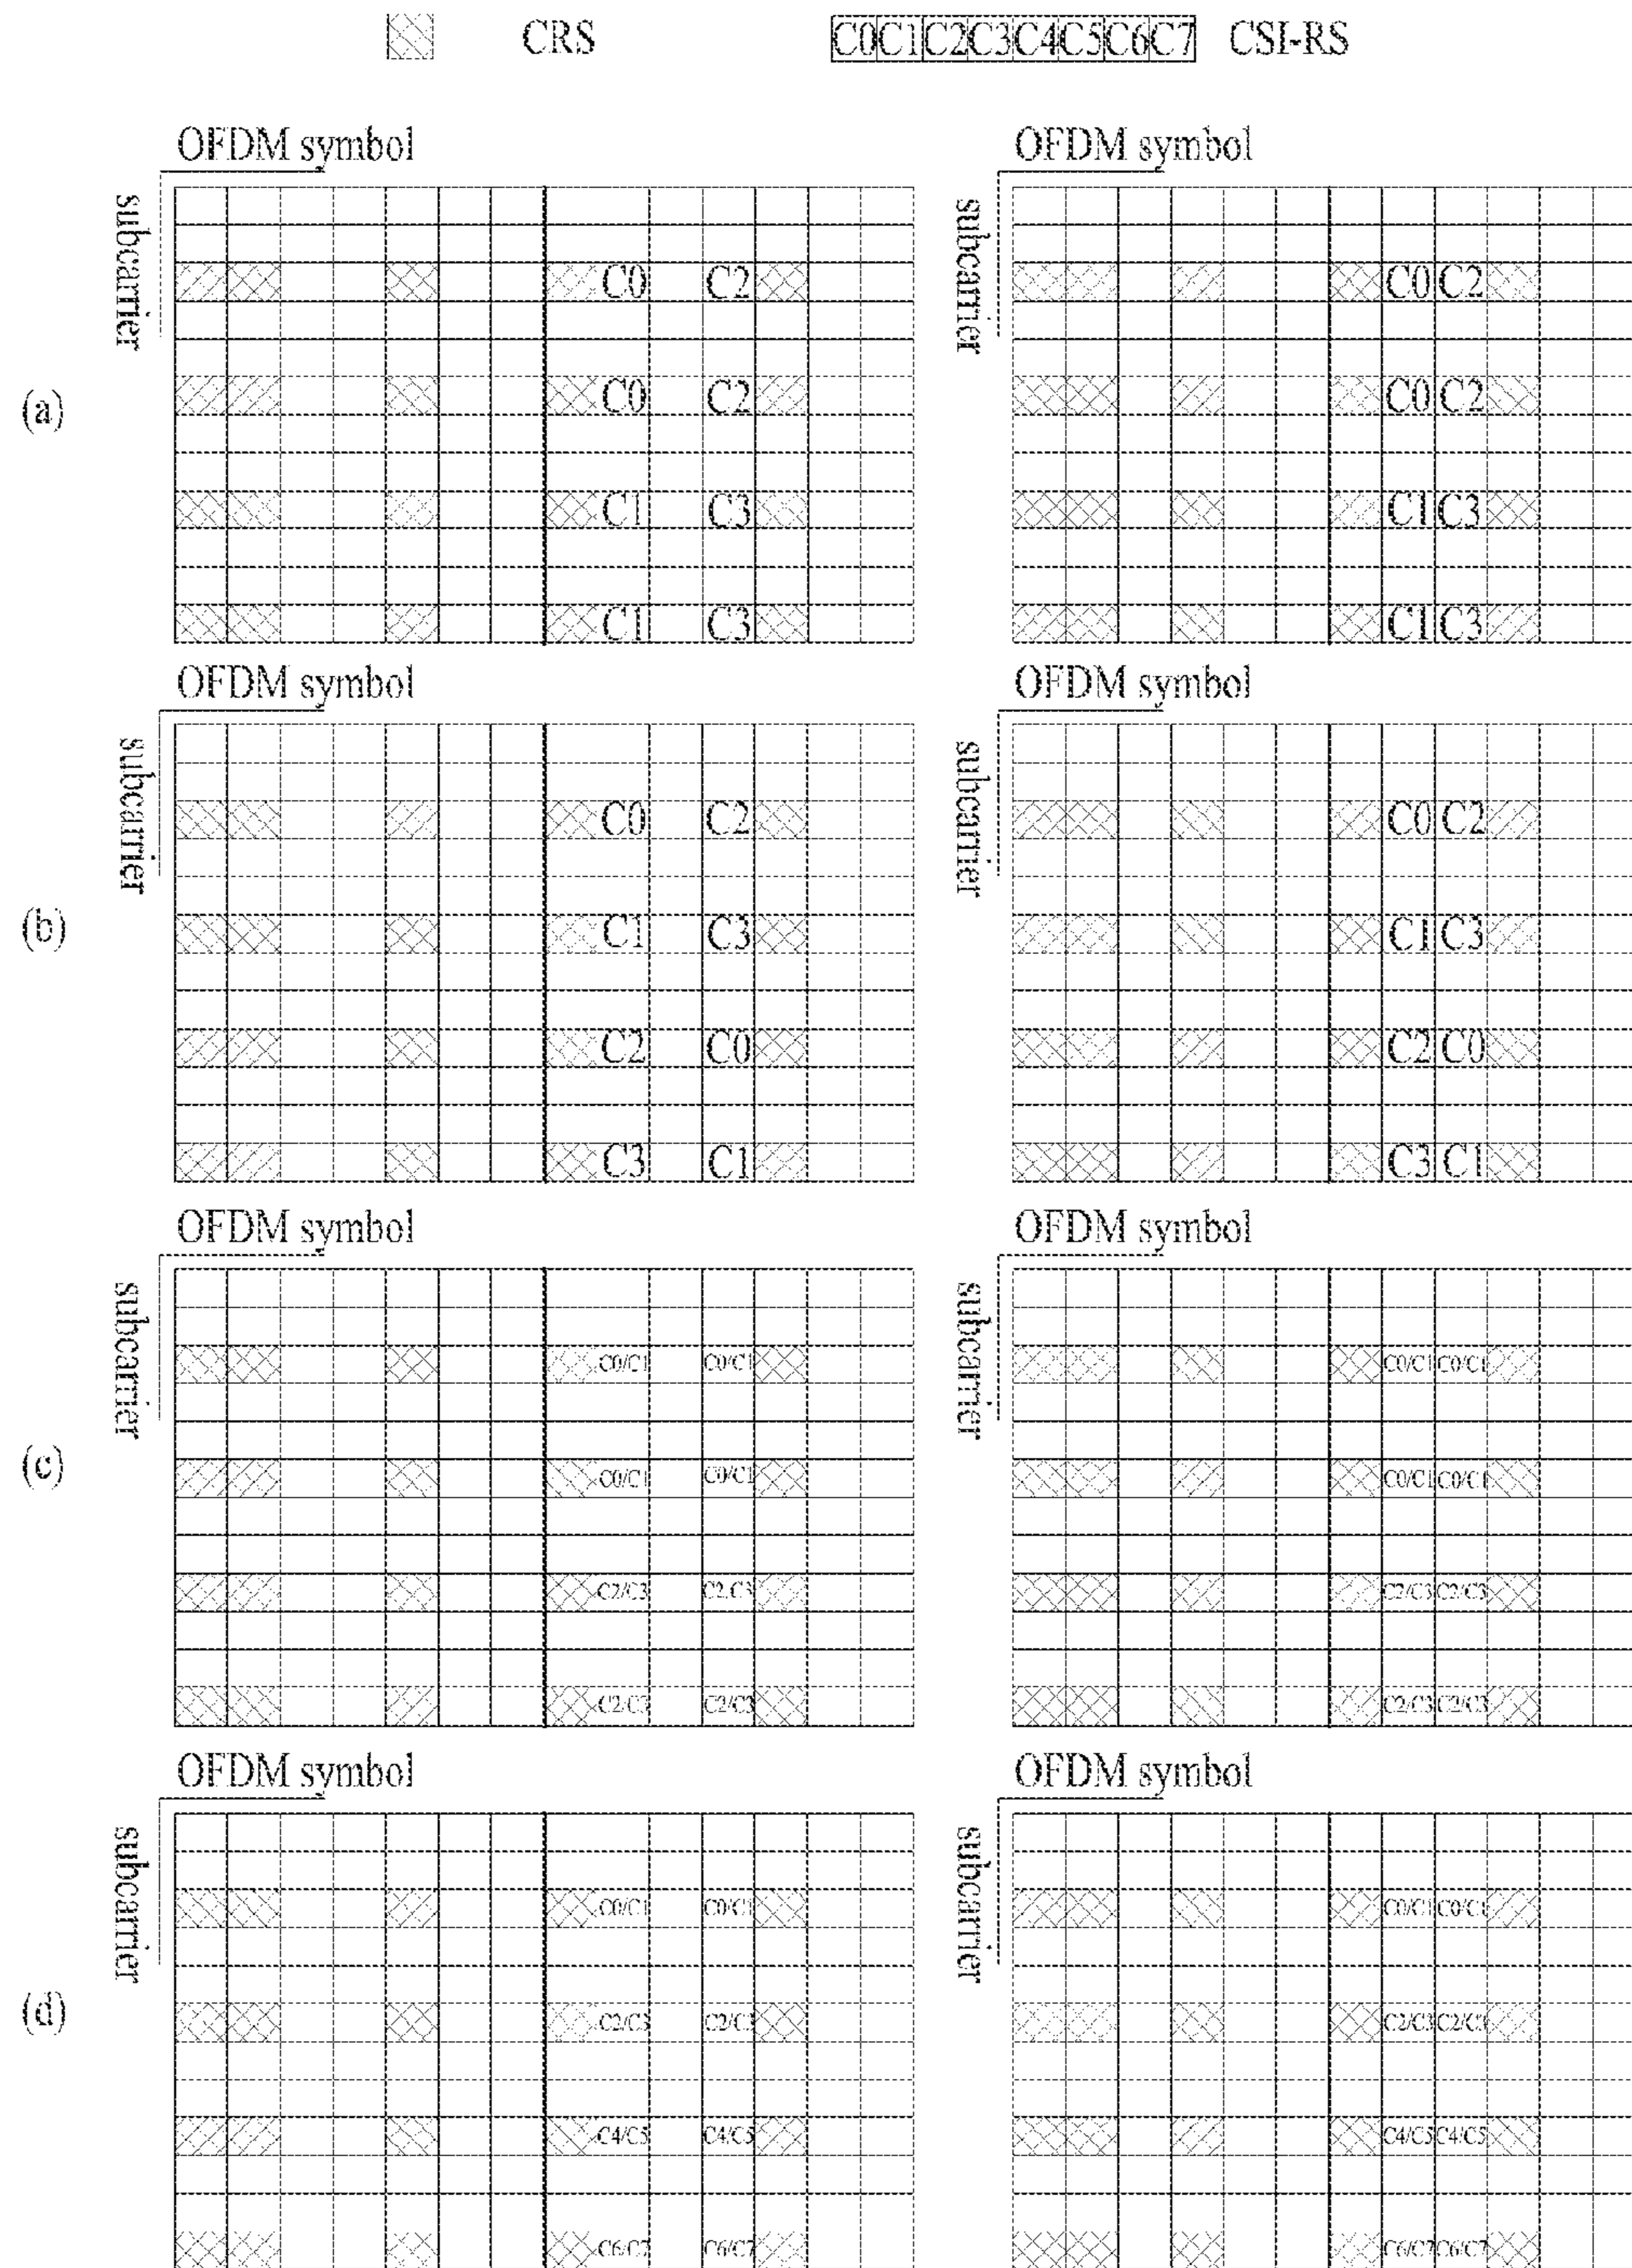 CRS C0 C1 C2 C3 C4 C5 C6 C7 CSI-RS
OFDM symbol OFDM symbol
subcarrier subcarrier
(a)
C0 C2 C0 C2
C0 C2 C0 C2
C1 C3 C1 C3
C1 C3 C1 C3
OFDM symbol OFDM symbol
subcarrier subcarrier
(b)
C0 C2 C0 C2
C1 C3 C1 C3
C2 C0 C2 C0
C3 C1 C3 C1
OFDM symbol OFDM symbol
subcarrier subcarrier
(c)
C0/C1 C0/C1 C0/C1 C0/C1
C0/C1 C0/C1 C0/C1 C0/C1
C2/C3 C2/C3 C2/C3 C2/C3
C2/C3 C2/C3 C2/C3 C2/C3
OFDM symbol OFDM symbol
subcarrier subcarrier
(d)
C0/C1 C0/C1 C0/C1 C0/C1
C2/C3 C2/C3 C2/C3 C2/C3
C4/C5 C4/C5 C4/C5 C4/C5
C6/C7 C6/C7 C6/C7 C6/C7